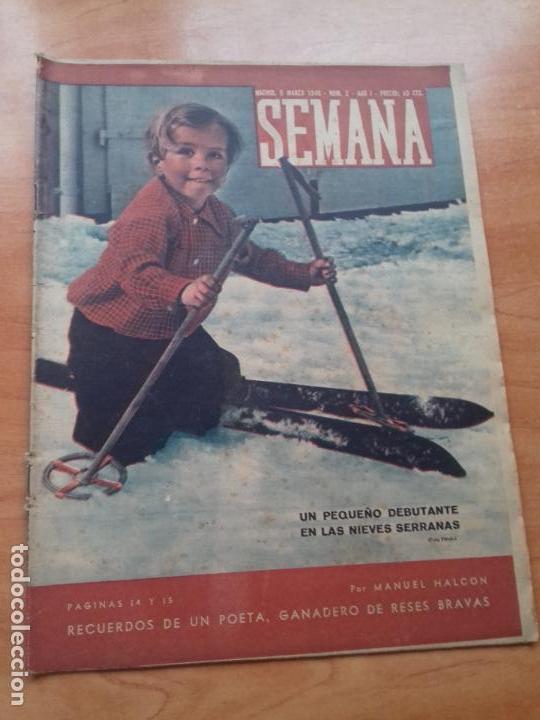 MADRID, 5 MARZO 1940 - NUM. 2 - AÑO I - PRECIO: 60 CTS.
SEMANA
UN PEQUEÑO DEBUTANTE
EN LAS NIEVES SERRANAS
PAGINAS 14 Y 15
Por MANUEL HALCON
RECUERDOS DE UN POETA, GANADERO DE RESES BRAVAS
todocoleccion.net